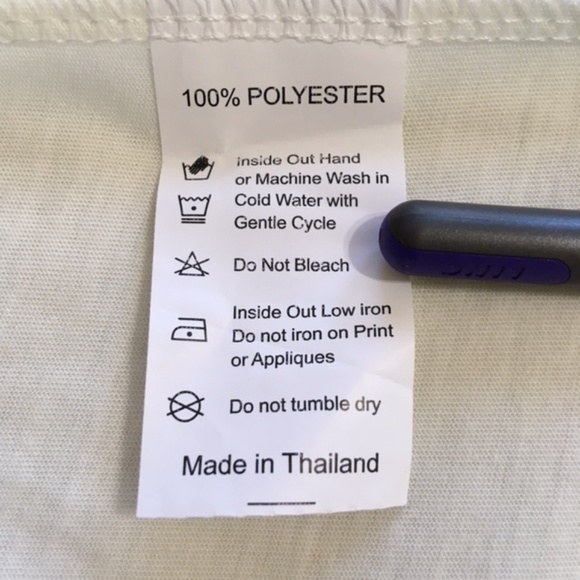 100% POLYESTER
Inside Out Hand
or Machine Wash in
Cold Water with
Gentle Cycle
Do Not Bleach
Inside Out Low iron
Do not iron on Print
or Appliques
Do not tumble dry
Made in Thailand